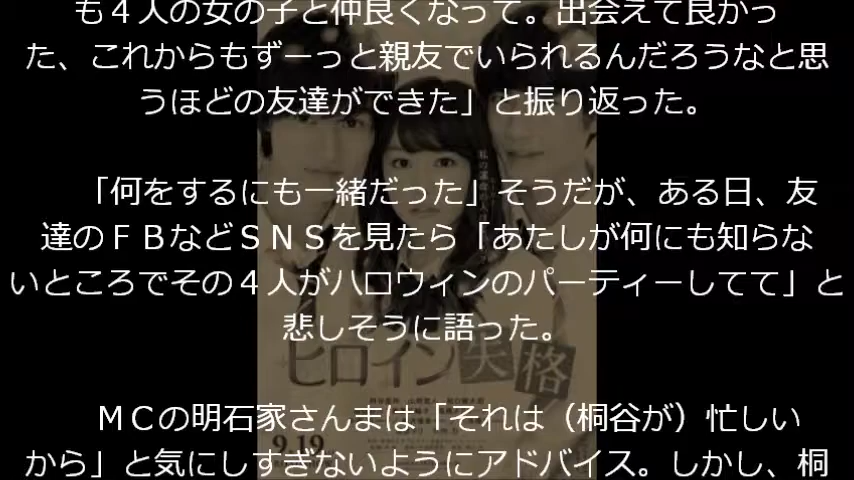 も４人の女の子と仲良くなって。出会えて良かっ
た、これからもずーっと親友でいられるんだろうなと思
うほどの友達ができた」と振り返った。
「何をするにも一緒だった」そうだが、ある日、友
達のＦＢなどＳＮＳを見たら「あたしが何にも知らな
いところでその４人がハロウィンのパーティーしてて」と
悲しそうに語った。
ヒロイン失格
ＭＣの明石家さんまは「それは（桐谷が）忙しい
9.19
から」と気にしすぎないようにアドバイス。しかし、桐